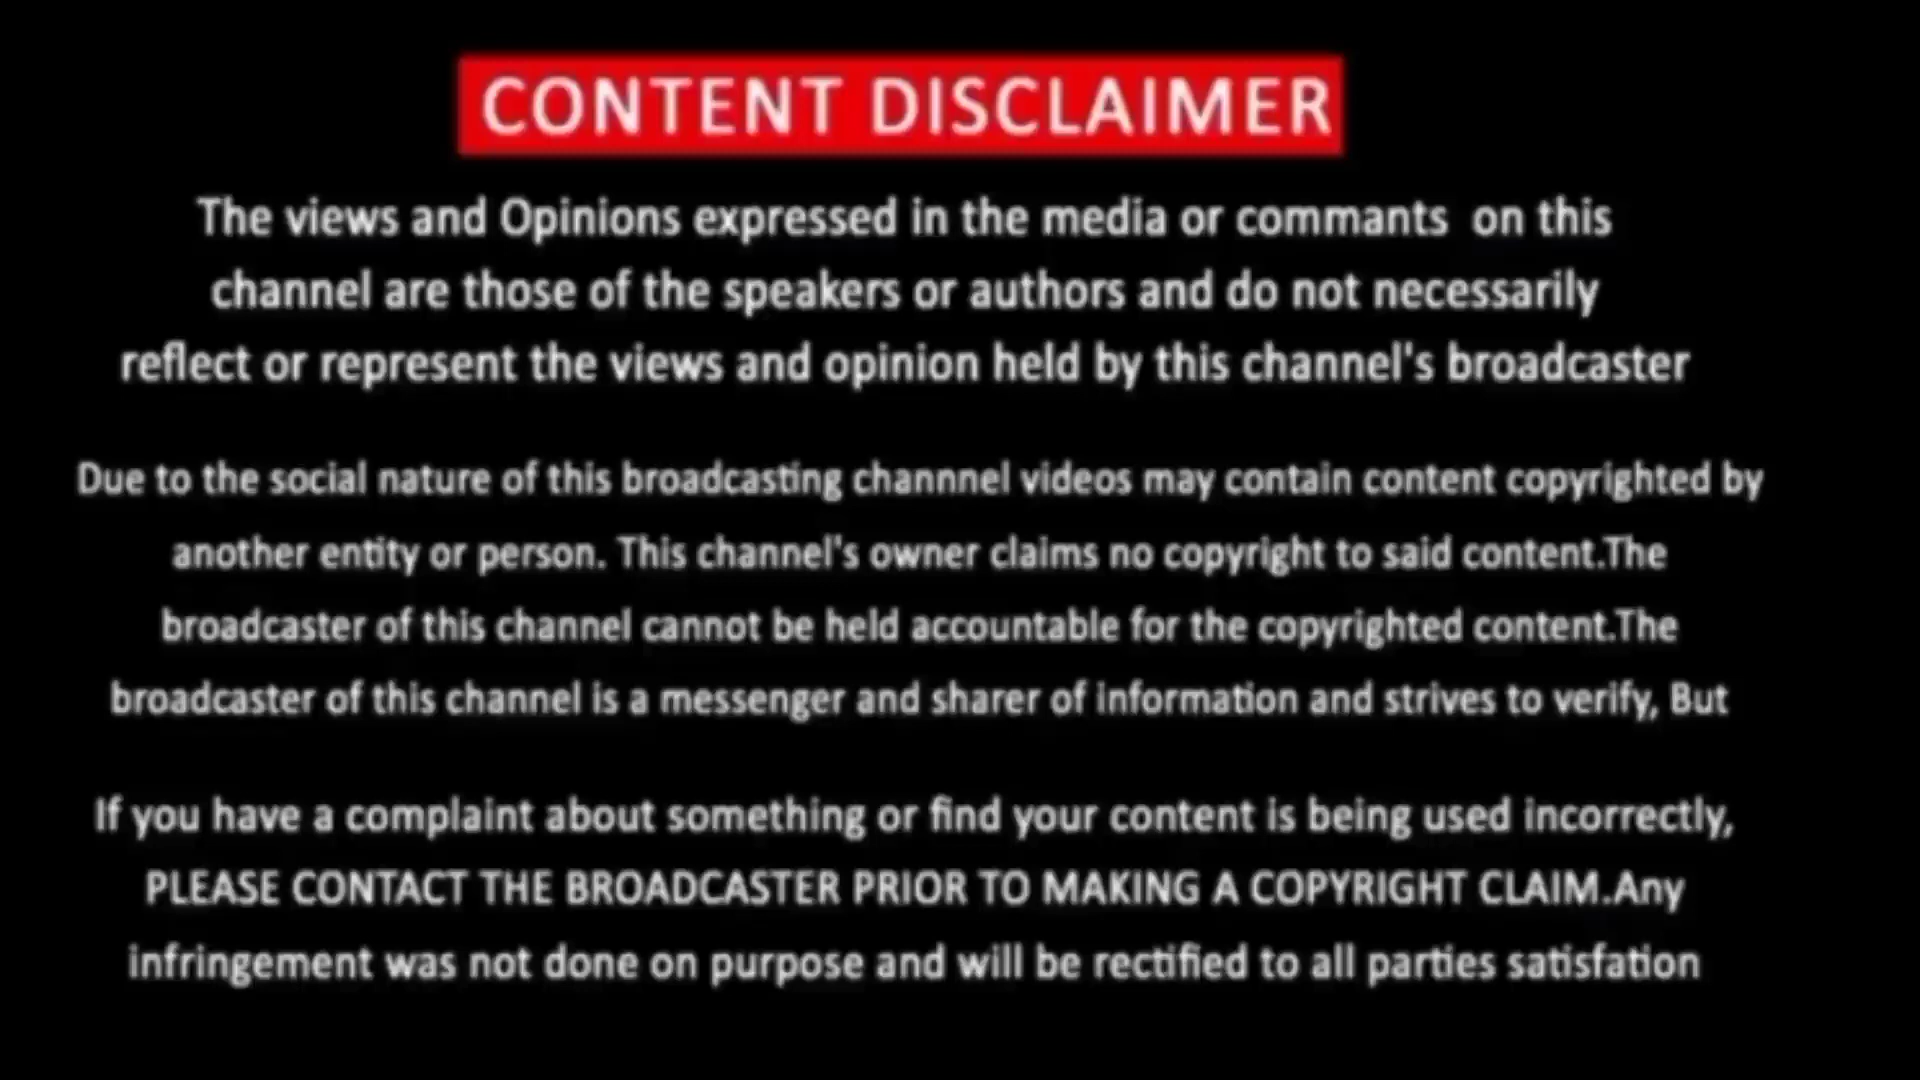 CONTENT DISCLAIMER
The views and Opinions expressed in the media or commants on this
channel are those of the speakers or authors and do not necessarily
reflect or represent the views and opinion held by this channel's broadcaster
Due to the social nature of this broadcasting channnel videos may contain content copyrighted by
another entity or person. This channel's owner claims no copyright to said content.The
broadcaster of this channel cannot be held accountable for the copyrighted content.The
broadcaster of this channel is a messenger and sharer of information and strives to verify, But
If you have a complaint about something or find your content is being used incorrectly,
PLEASE CONTACT THE BROADCASTER PRIOR TO MAKING A COPYRIGHT CLAIM.Any
infringement was not done on purpose and will be rectified to all parties satisfation